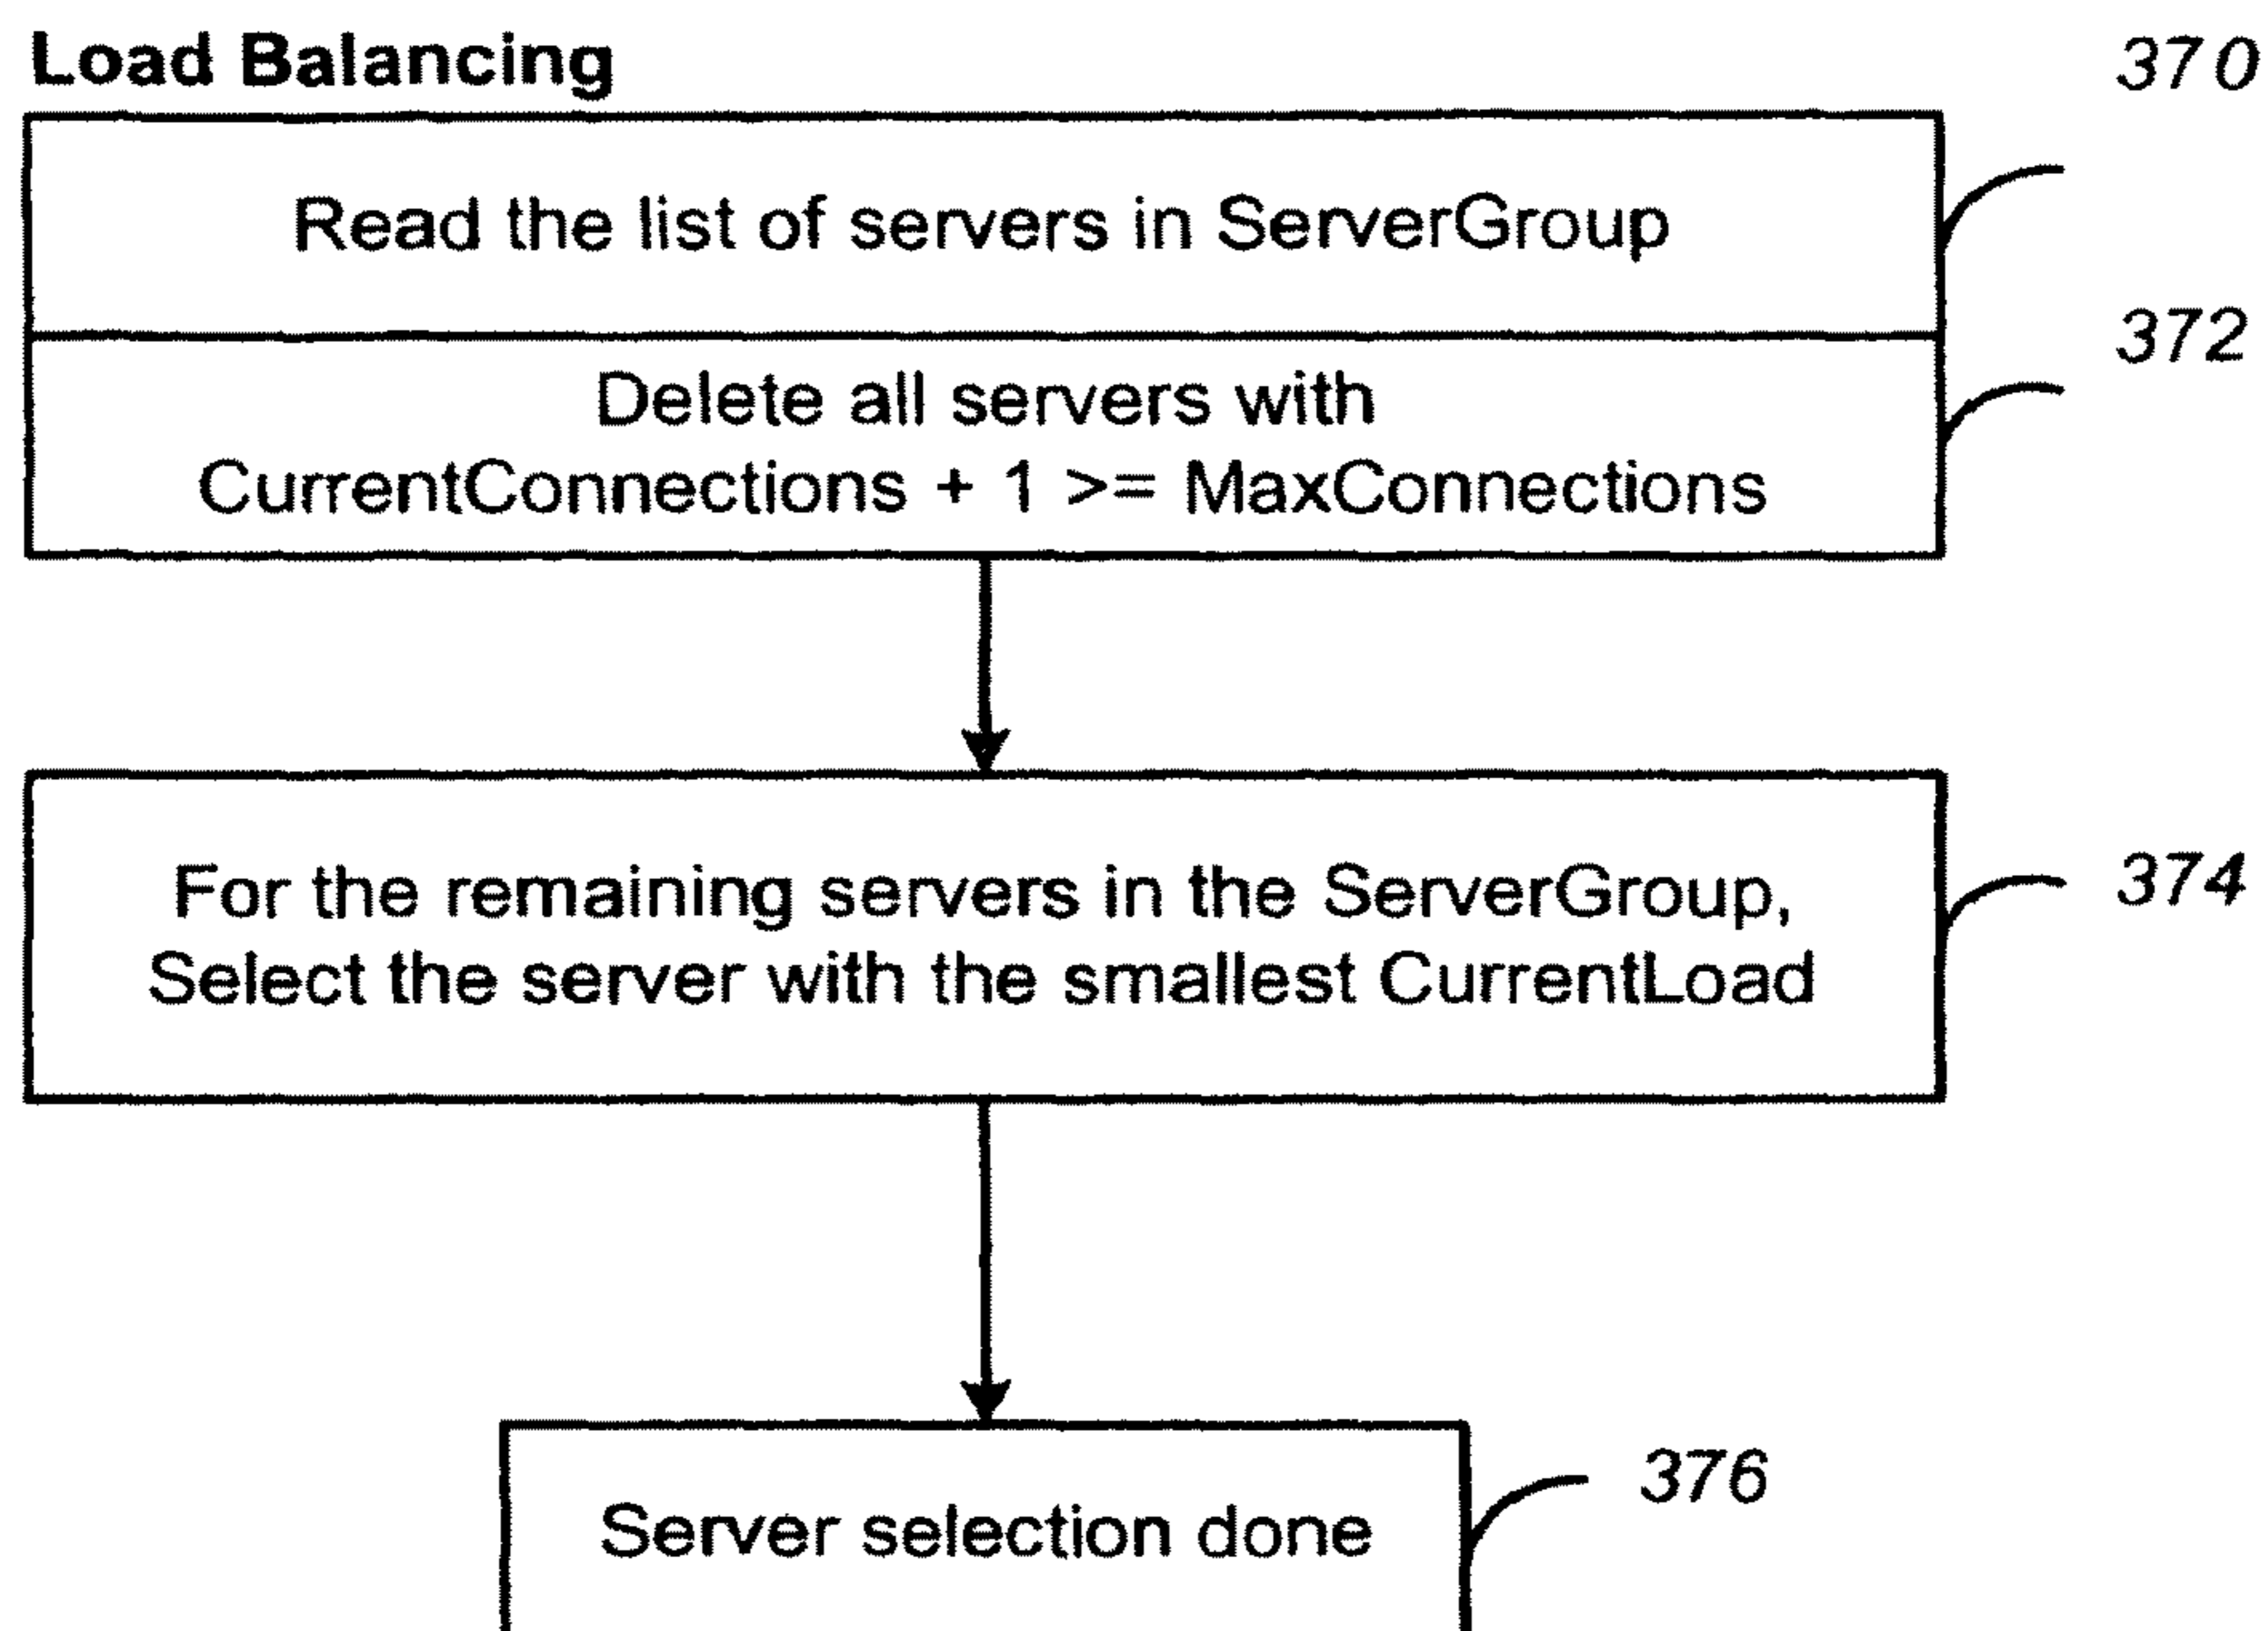 Load Balancing
370
Read the list of servers in ServerGroup
372
Delete all servers with
CurrentConnections + 1 >= MaxConnections
For the remaining servers in the ServerGroup,
374
Select the server with the smallest CurrentLoad
376
Server selection done